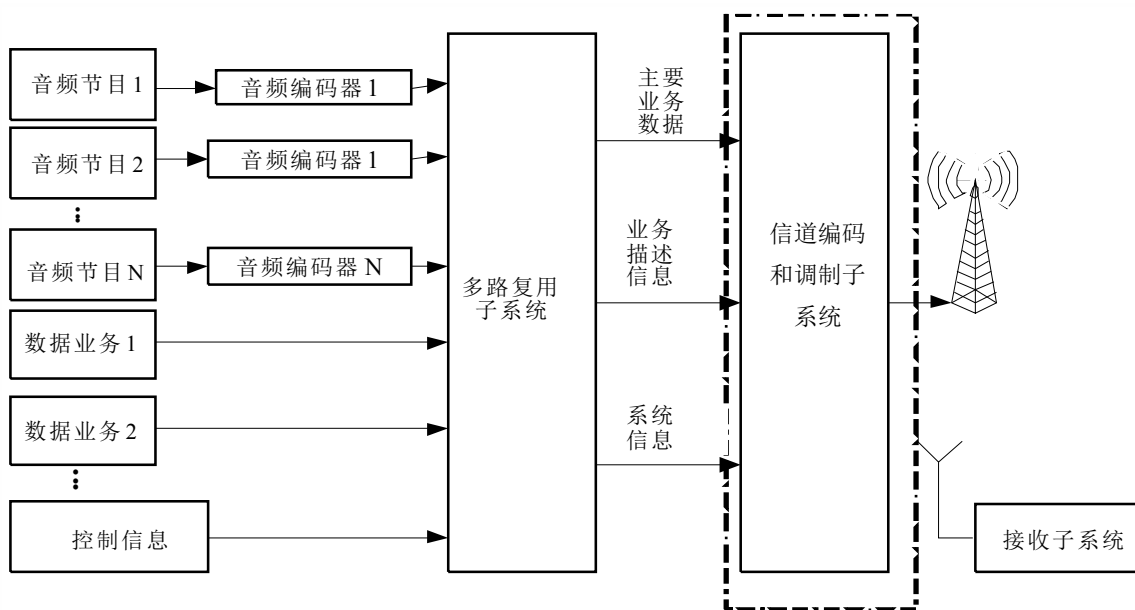 音频节目1
音频编码器1
音频节目2
音频编码器1
音频节目N
音频编码器N
数据业务1
数据业务2
控制信息
多路复用
子系统
主要
业务
数据
业务
描述
信息
系统
信息
信道编码
和调制子
系统
接收子系统